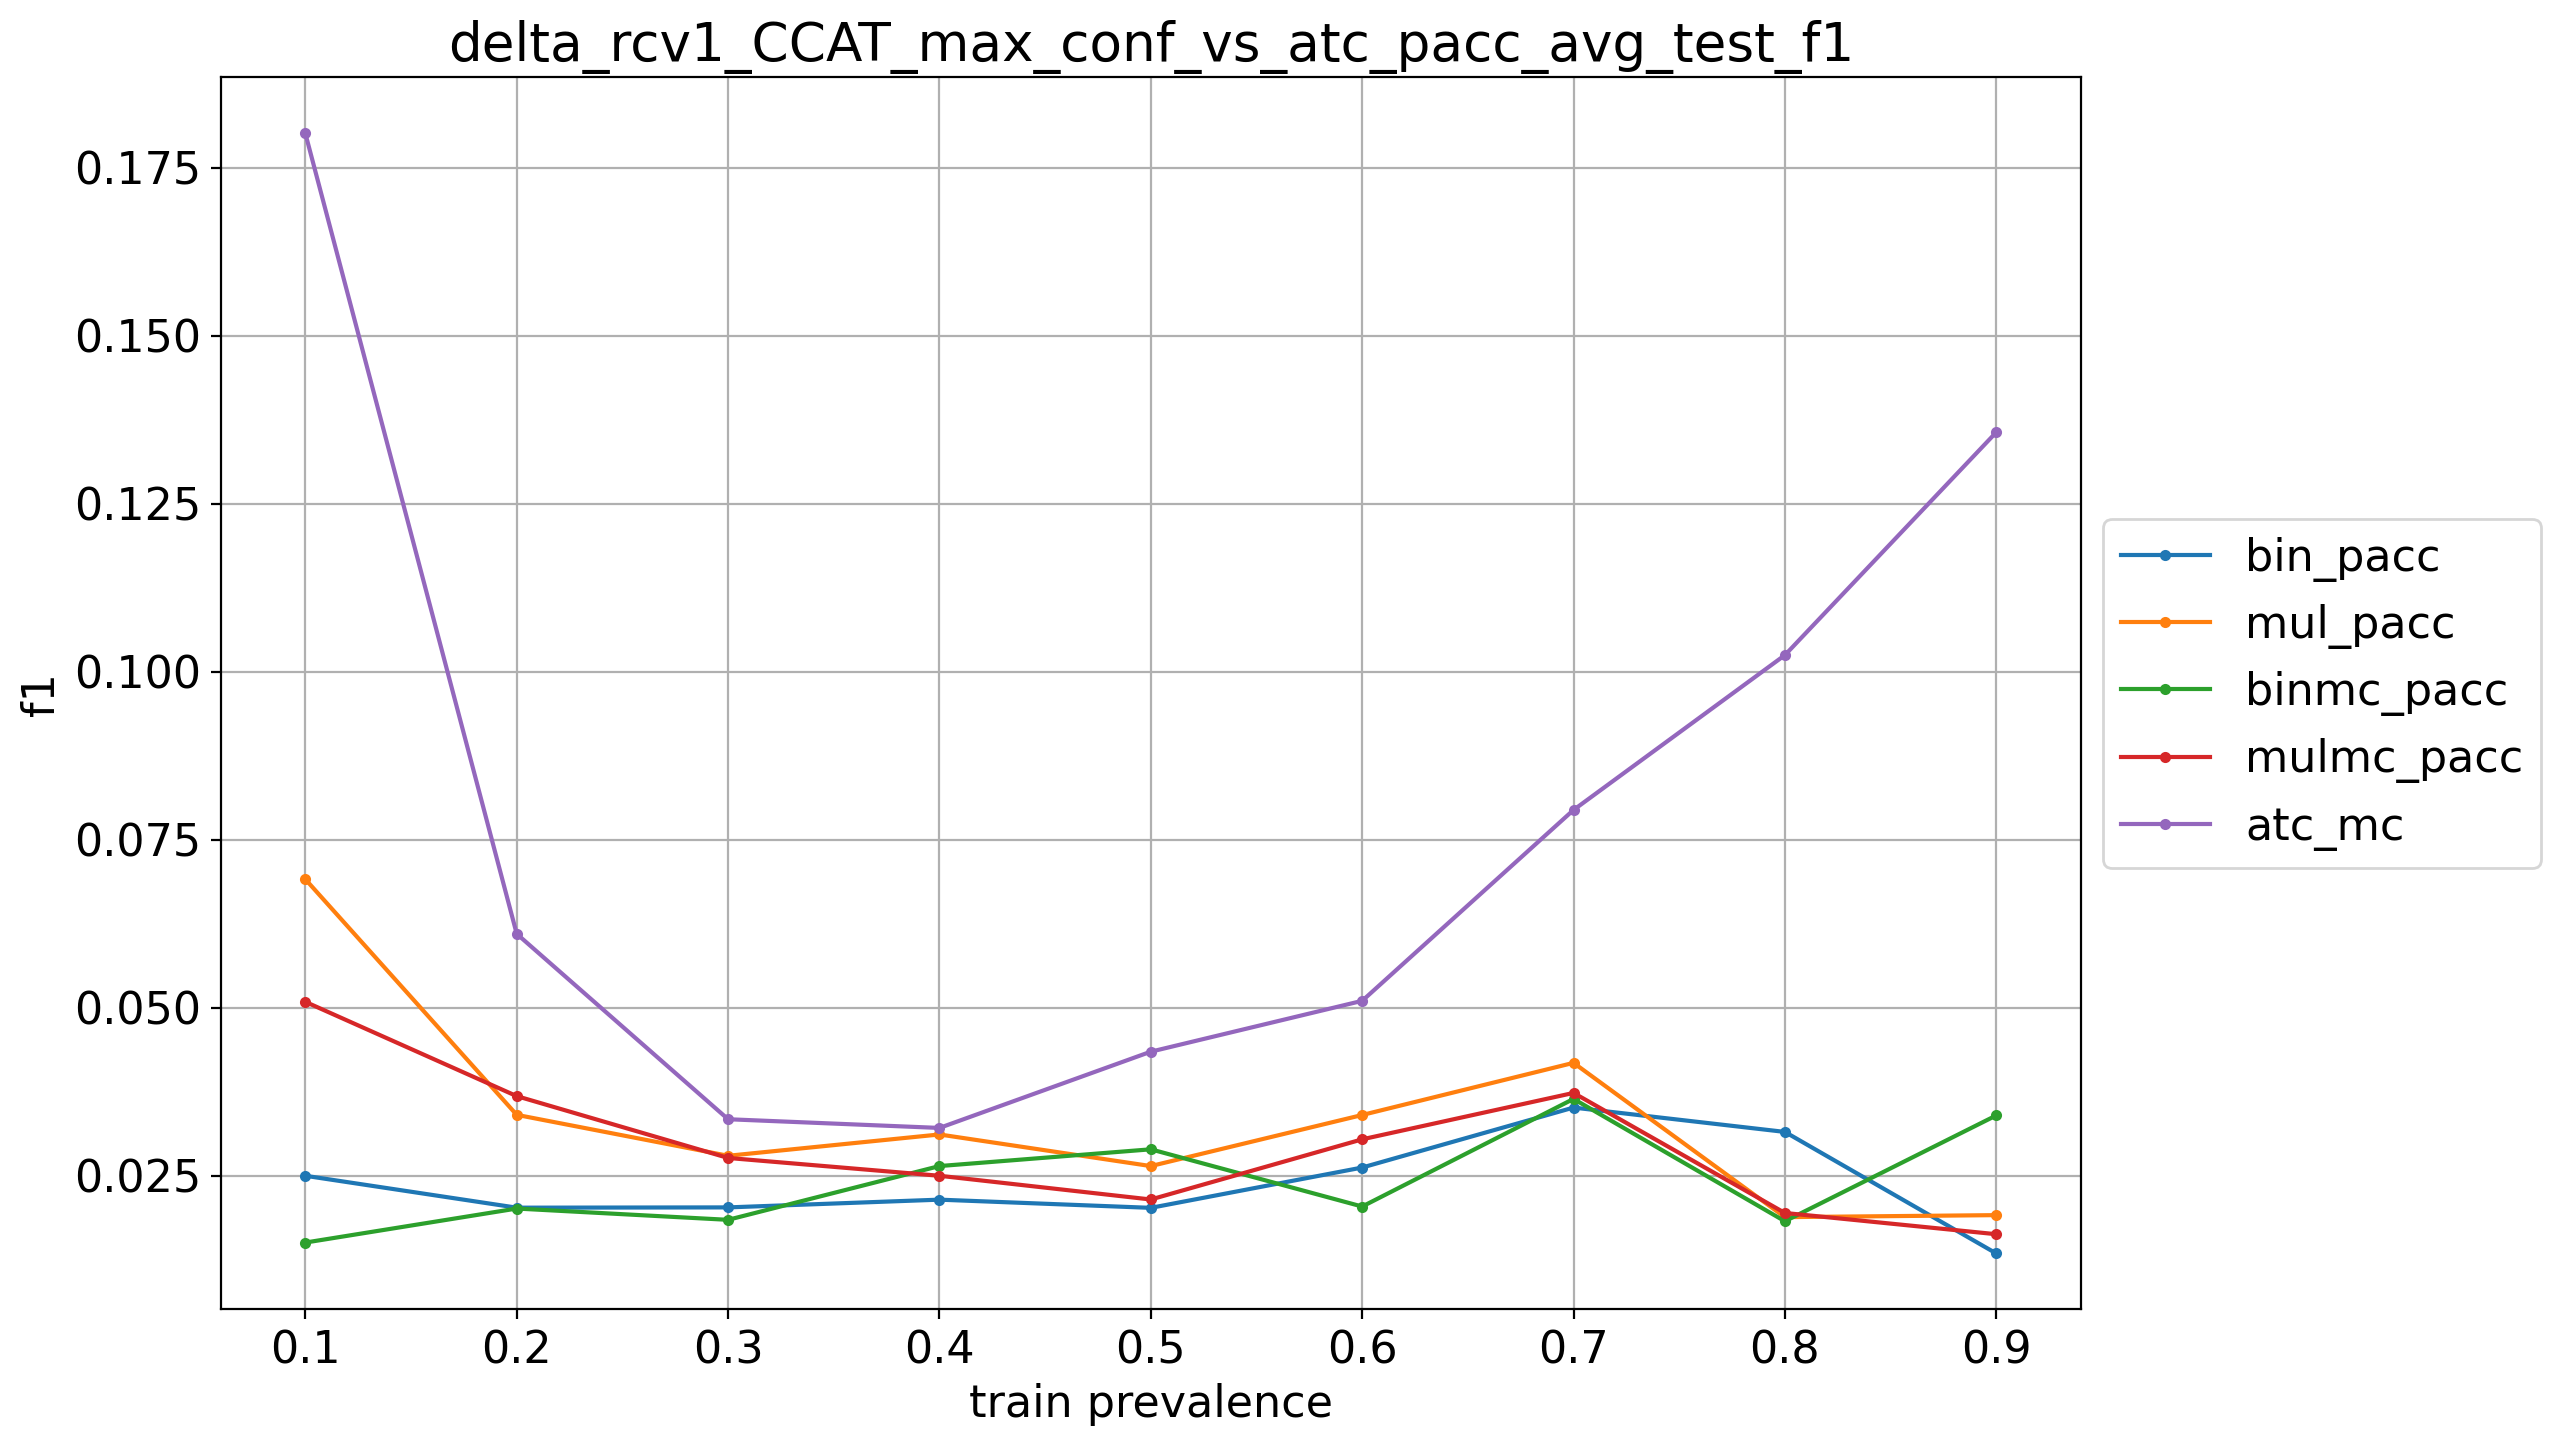 delta_rcv1_CCAT_max_conf_vs_atc_pacc_avg_test_f1
0.175
0.150
0.125
0.100
0.075
0.050
0.025
f1
0.1 0.2 0.3 0.4 0.5 0.6 0.7 0.8 0.9
train prevalence
bin_pacc
mul_pacc
binmc_pacc
mulmc_pacc
atc_mc